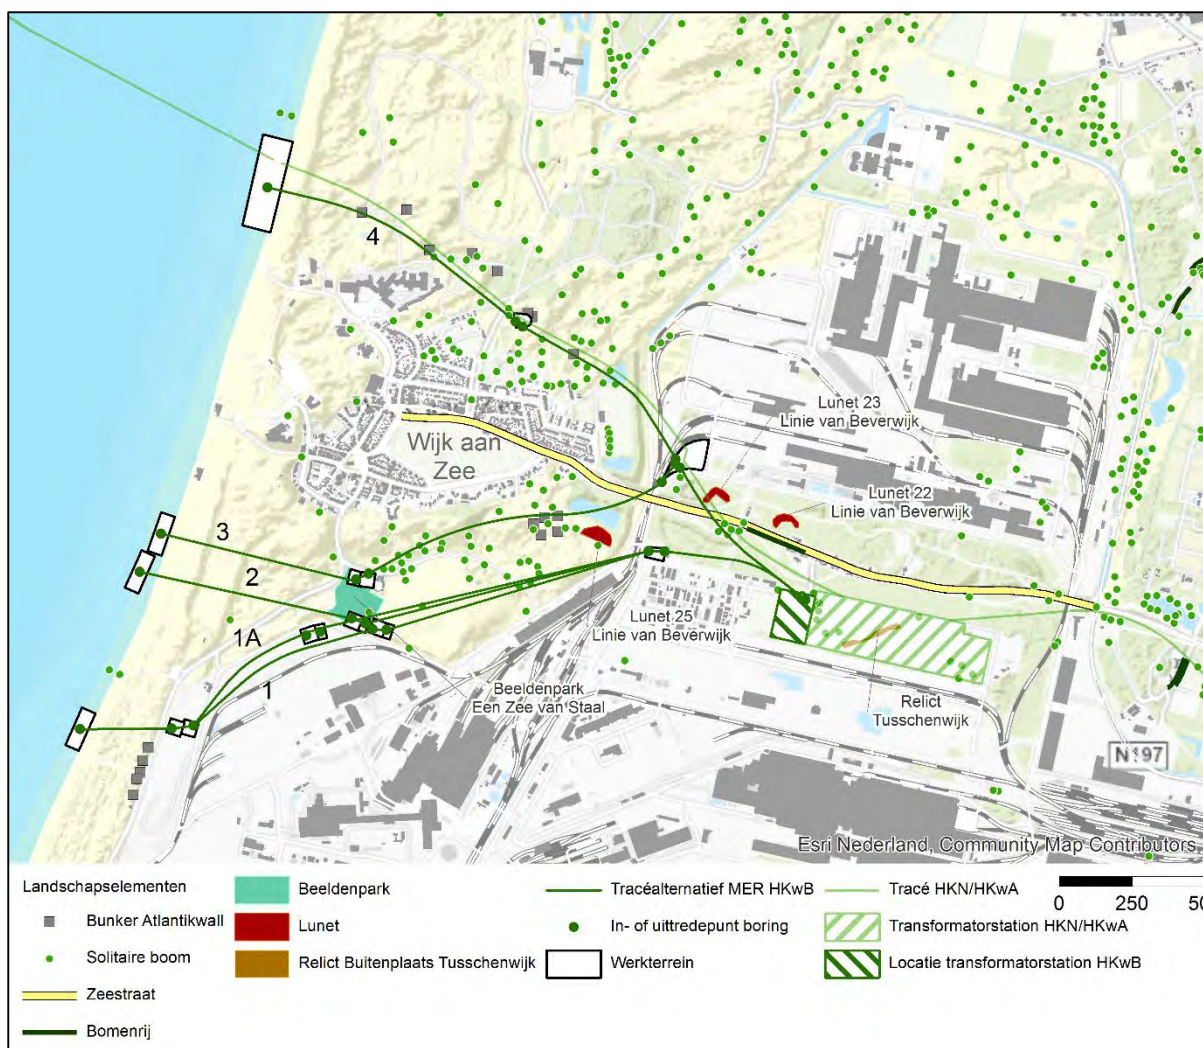 4
Lunet 23
Linie van Beverwijk
Wijk aan
Zee
Lunet 22
Linie van Beverwijk
3
2
1A
Lunet 25
Linie van Beverwijk
1
Beeldenpark
Een Zee van Staal
Relict
Tusschenwijk
N197
Esri Nederland, Community Map Contributors
Landschapselementen
Bunker Atlantikwall
Solitaire boom
Zeestraat
Bomenrij
Beeldenpark
Lunet
Relict Buitenplaats Tusschenwijk
Tracéalternatief MER HKwB
In- of uittredepunt boring
Werkterrein
Tracé HKN/HKwA
Transformatorstation HKN/HKwA
Locatie transformatorstation HKwB
0 250 50